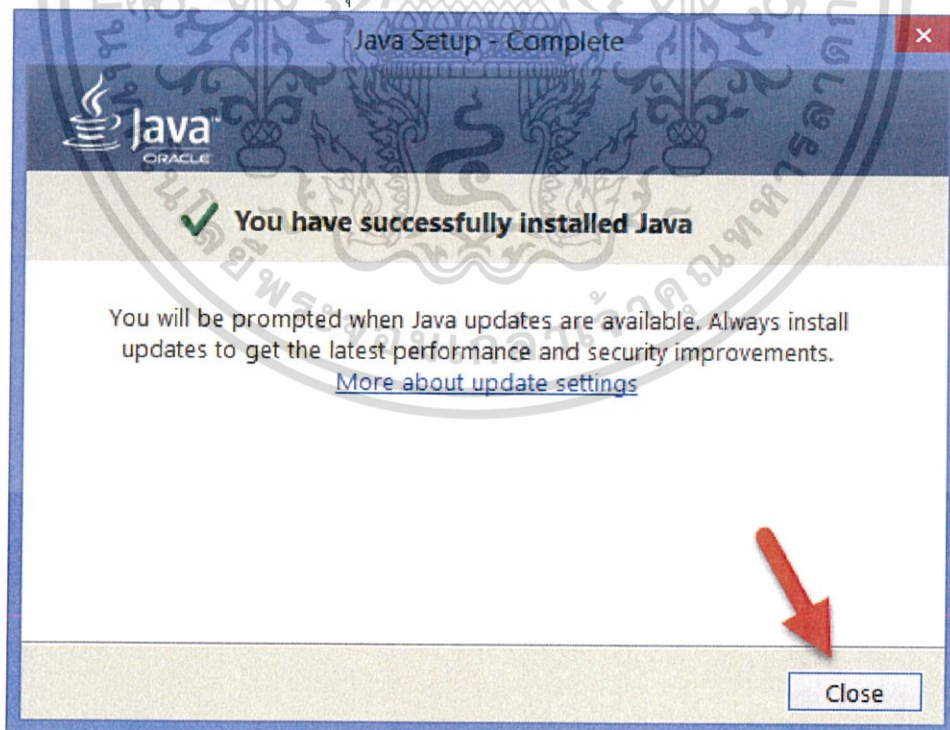 Java Setup - Complete
Java™
ORACLE
You have successfully installed Java
You will be prompted when Java updates are available. Always install
updates to get the latest performance and security improvements.
More about update settings
Close